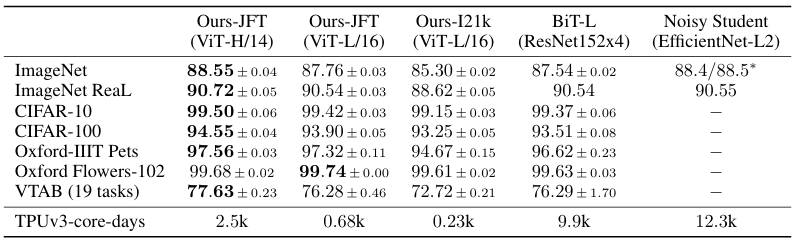 Ours-JFT Ours-JFT Ours-I21k BiT-L Noisy Student
(ViT-H/14) (ViT-L/16) (ViT-L/16) (ResNet152x4) (EfficientNet-L2)
ImageNet 88.55 ± 0.04 87.76 ± 0.03 85.30 ± 0.02 87.54 ± 0.02 88.4/88.5*
ImageNet ReaL 90.72 ± 0.05 90.54 ± 0.03 88.62 ± 0.05 90.54 90.55
CIFAR-10 99.50 ± 0.06 99.42 ± 0.03 99.15 ± 0.03 99.37 ± 0.06 −
CIFAR-100 94.55 ± 0.04 93.90 ± 0.05 93.25 ± 0.05 93.51 ± 0.08 −
Oxford-IIIT Pets 97.56 ± 0.03 97.32 ± 0.11 94.67 ± 0.15 96.62 ± 0.23 −
Oxford Flowers-102 99.68 ± 0.02 99.74 ± 0.00 99.61 ± 0.02 99.63 ± 0.03 −
VTAB (19 tasks) 77.63 ± 0.23 76.28 ± 0.46 72.72 ± 0.21 76.29 ± 1.70 −
TPUv3-core-days 2.5k 0.68k 0.23k 9.9k 12.3k